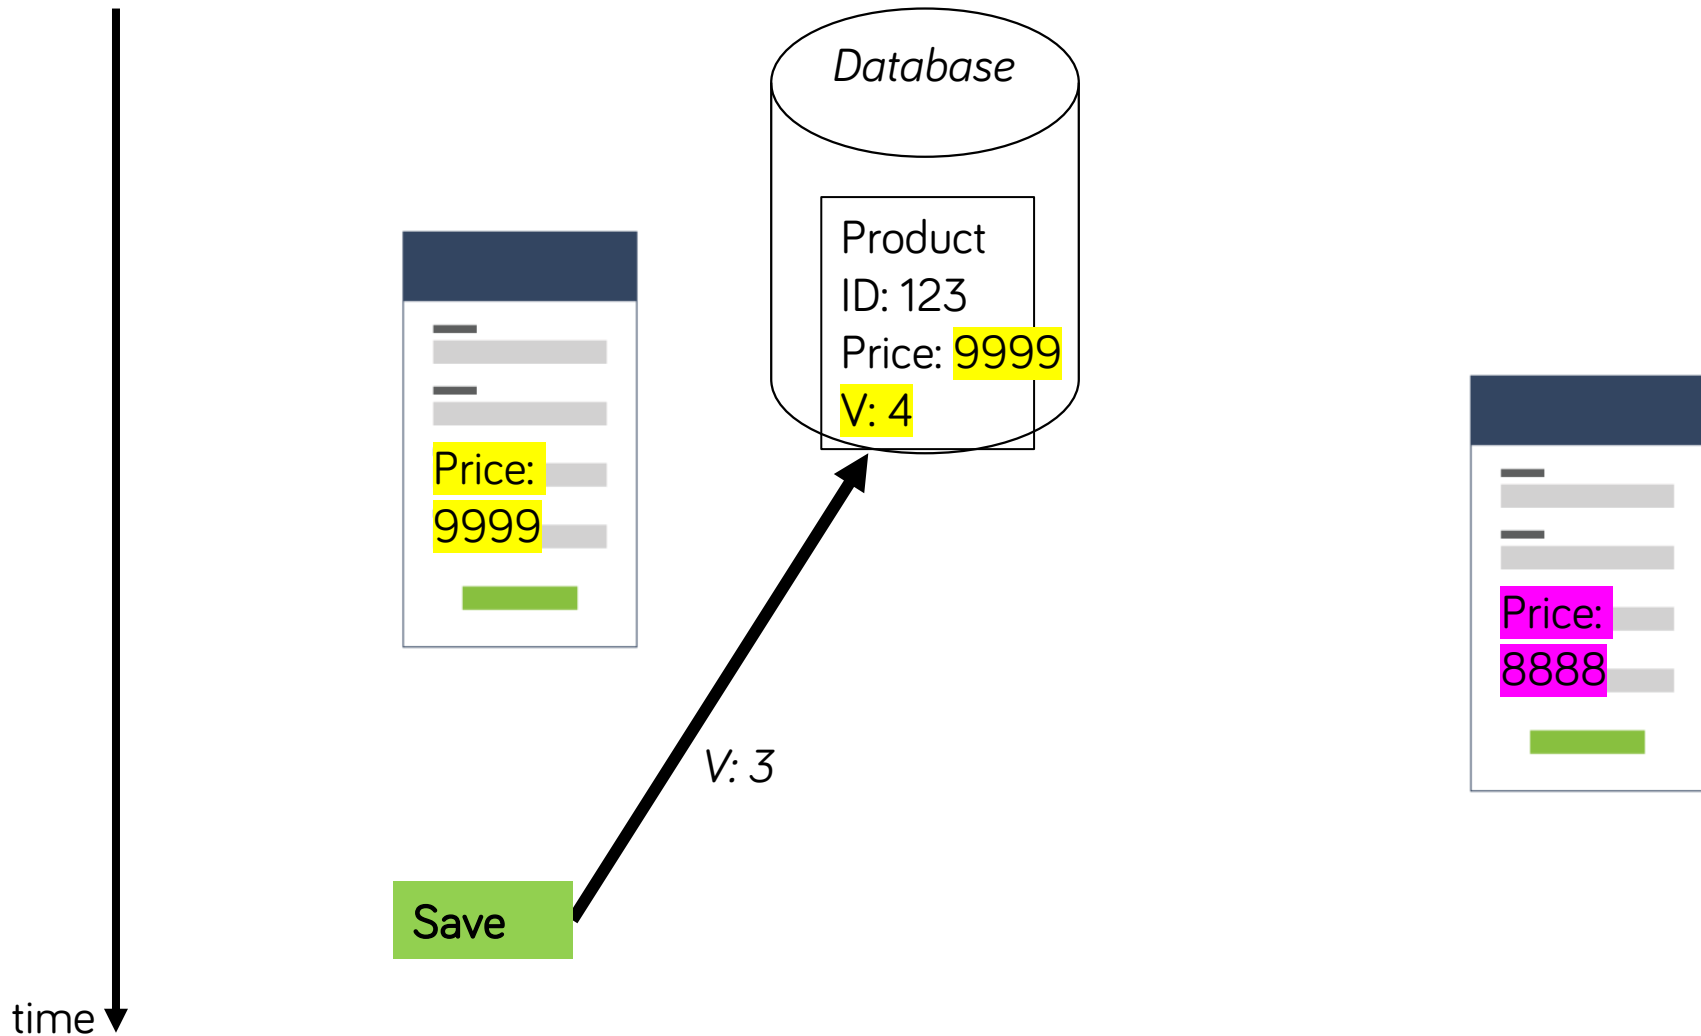 Database
Product
ID: 123
Price: 9999
V: 4
Price:
9999
Price:
8888
V: 3
Save
time